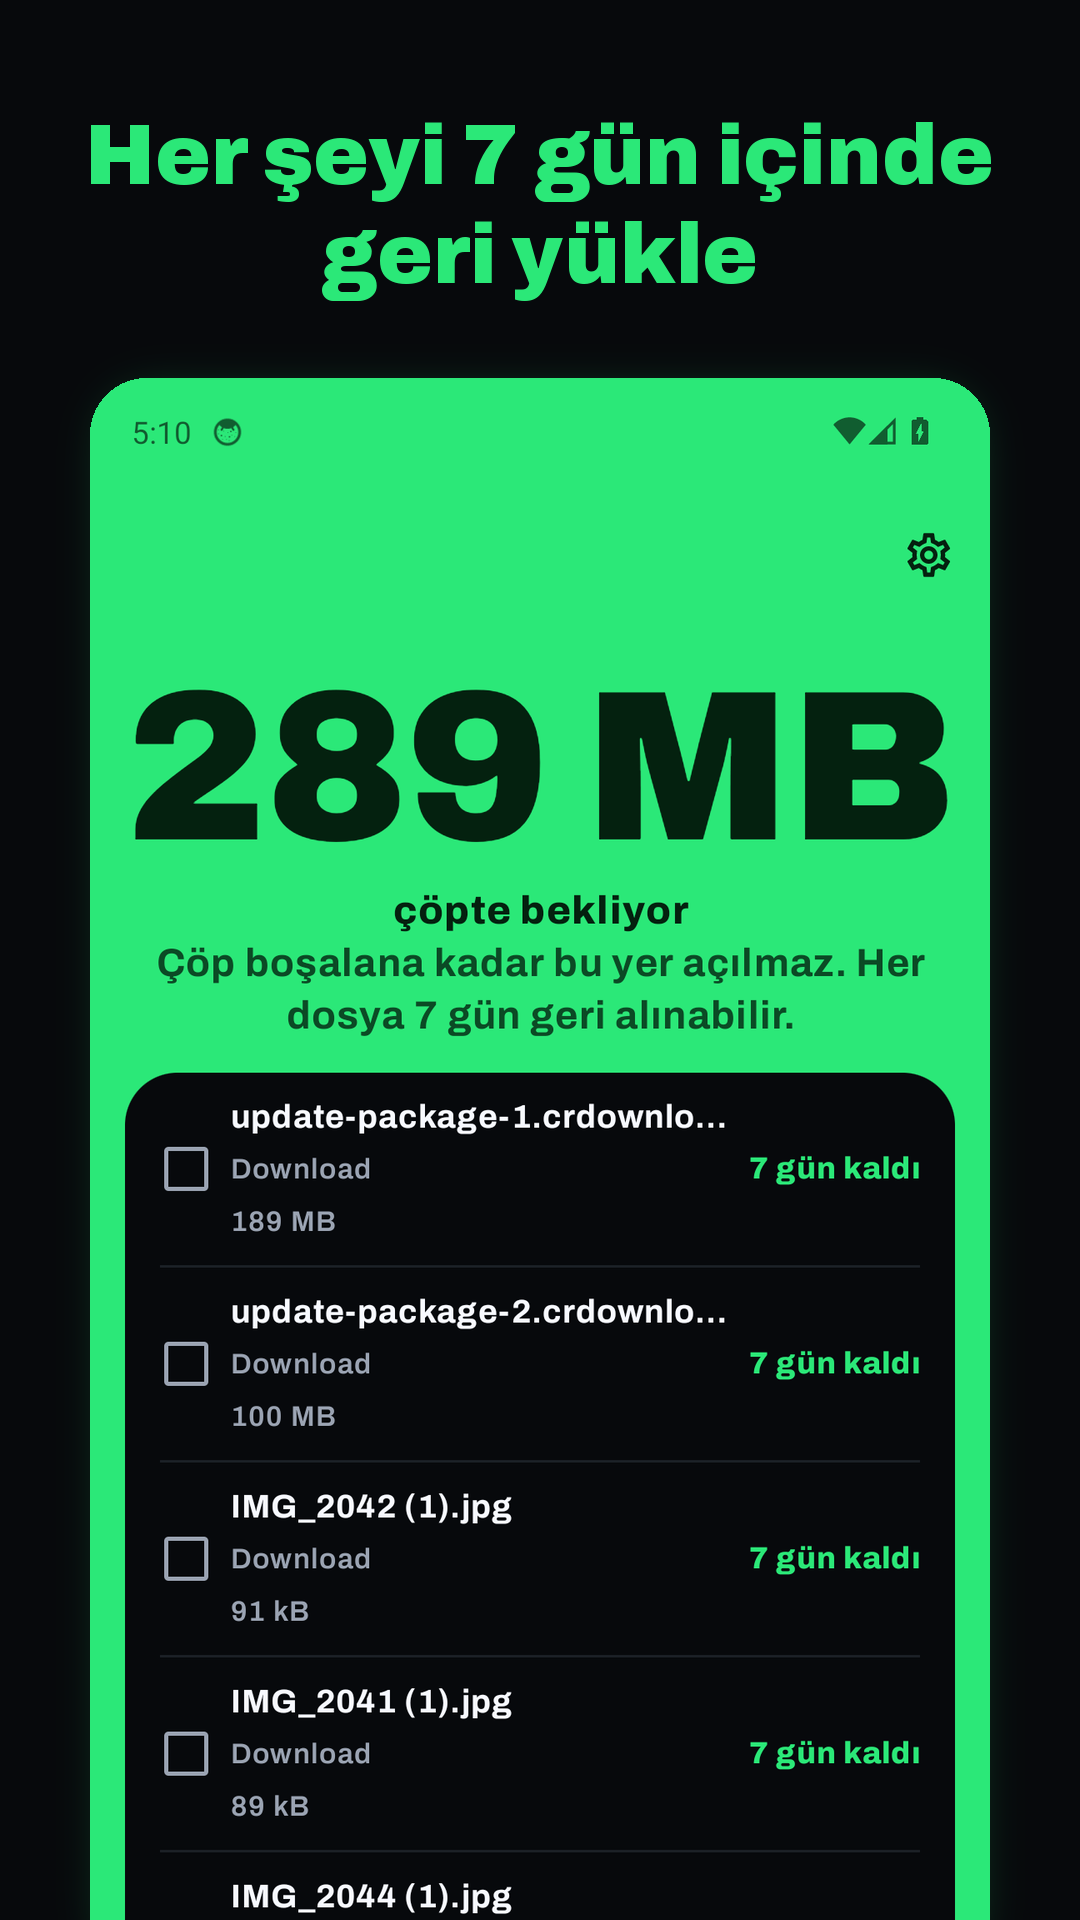 Her şeyi 7 gün içinde
geri yükle
5:10
289 MB
çöpte bekliyor
Çöp boşalana kadar bu yer açılmaz. Her
dosya 7 gün geri alınabilir.
update-package-1.crdownlo...
Download
7 gün kaldı
189 MB
update-package-2.crdownlo...
Download
7 gün kaldı
100 MB
IMG_2042 (1).jpg
Download
7 gün kaldı
91 kB
IMG_2041 (1).jpg
Download
7 gün kaldı
89 kB
IMG_2044 (1).jpg